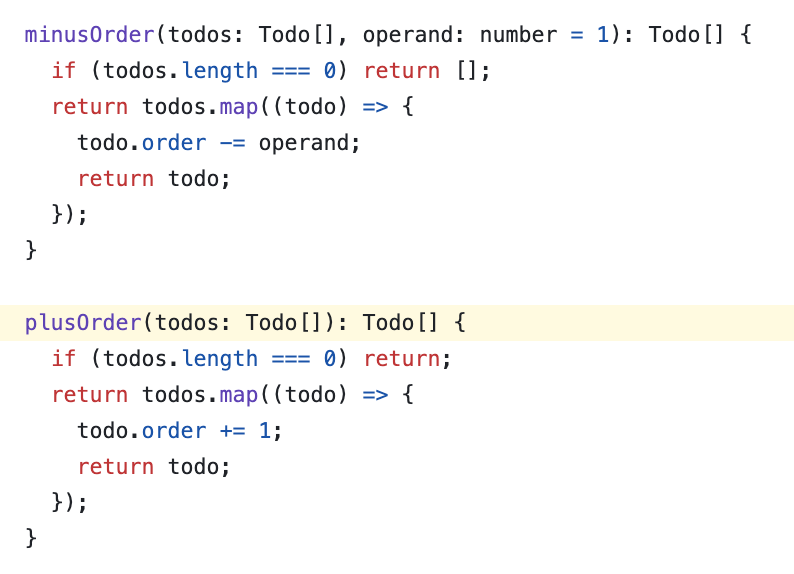 minusOrder(todos: Todo[], operand: number = 1): Todo[] {
  if (todos.length === 0) return [];
  return todos.map((todo) => {
    todo.order -= operand;
    return todo;
  });
}

plusOrder(todos: Todo[]): Todo[] {
  if (todos.length === 0) return;
  return todos.map((todo) => {
    todo.order += 1;
    return todo;
  });
}